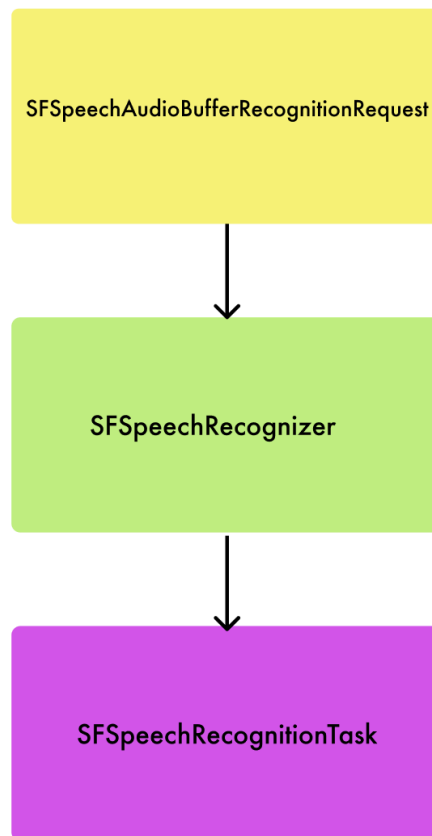 SFSpeechAudioBufferRecognitionRequest
SFSpeechRecognizer
SFSpeechRecognitionTask